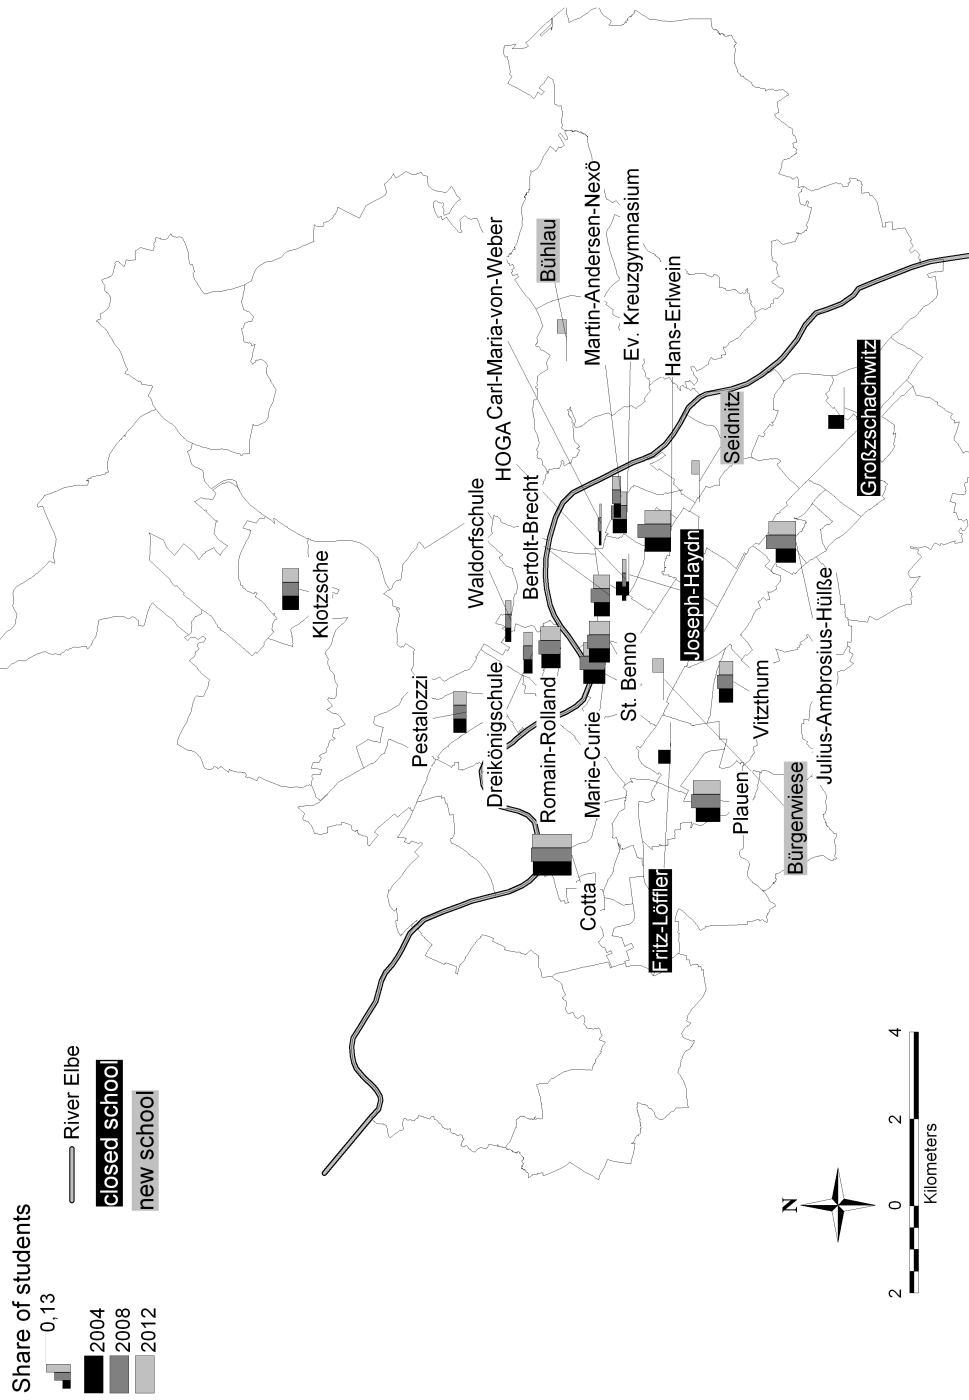 Share of students
0,13
2004
2008
2012
River Elbe
closed school
new school
Klotzsche
Pestalozzi
Waldorfschule
Dreikönigschule
Carl-Maria-von-Weber
HOGA
Bertolt-Brecht
Romain-Rolland
Bühlau
Martin-Andersen-Nexö
Marie-Curie
Cotta
St. Benno
Ev. Kreuzgymnasium
Hans-Erlwein
Fritz-Löffler
Joseph-Haydn
Seidnitz
Plauen
Vitzthum
Bürgerwiese
Julius-Ambrosius-Hülße
Großzschachwitz
N
2 0 2 4
Kilometers